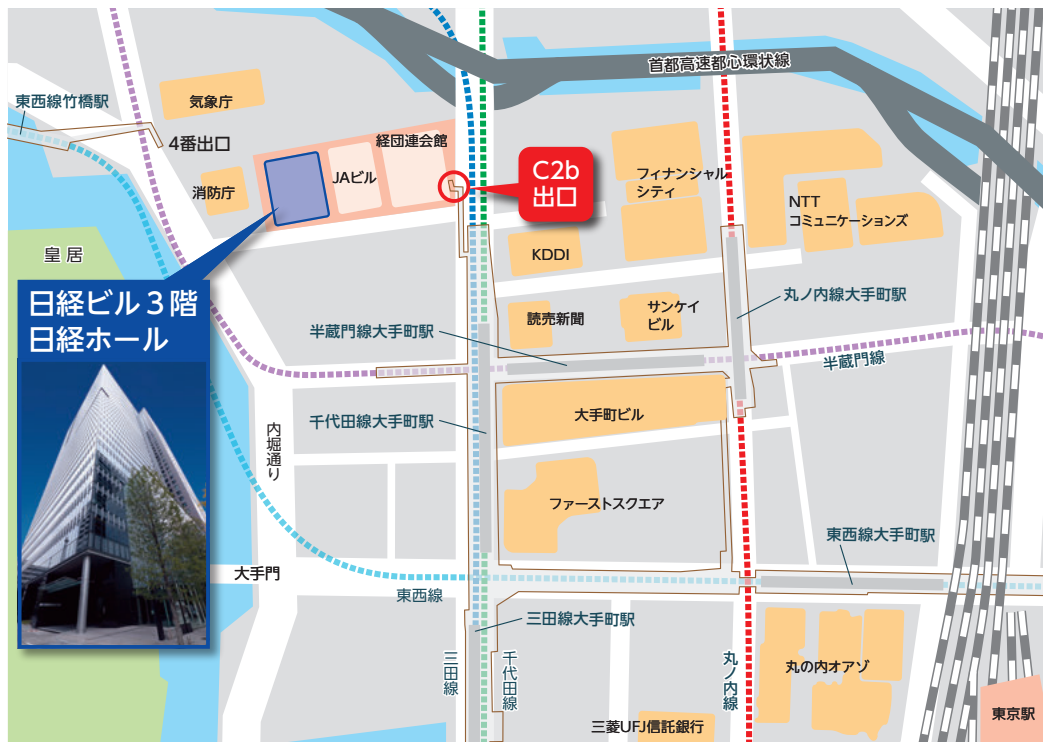 首都高速都心環状線
東西線竹橋駅
気象庁
4番出口
経団連会館
JAビル
消防庁
C2b
出口
フィナンシャル
シティ
NTT
コミュニケーションズ
皇居
KDDI
日経ビル3階
日経ホール
丸ノ内線大手町駅
読売新聞
サンケイ
ビル
半蔵門線大手町駅
半蔵門線
千代田線大手町駅
大手町ビル
内堀通り
ファーストスクエア
東西線大手町駅
大手門
東西線
三田線大手町駅
三田線
千代田線
丸ノ内線
丸の内オアゾ
三菱UFJ信託銀行
東京駅